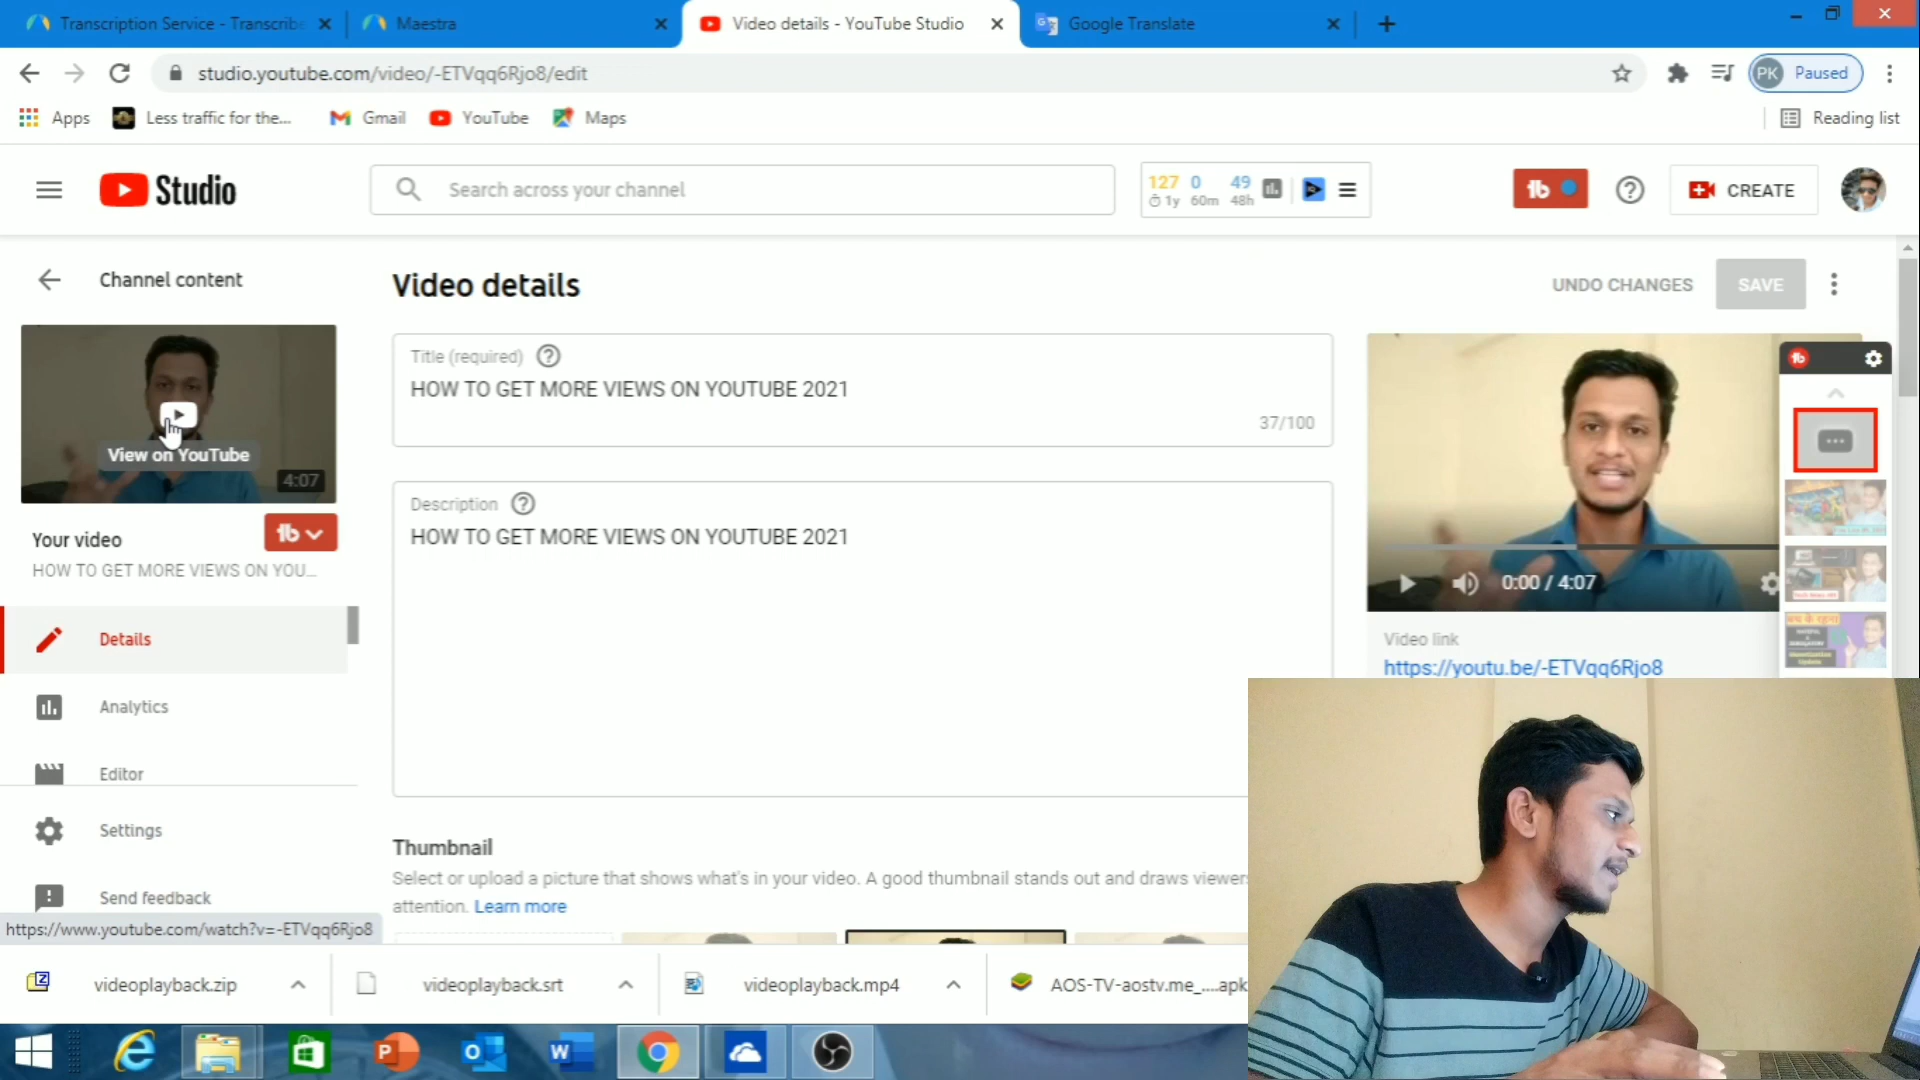 Transcription Service - Transcribe
Maestra
Video details - YouTube Studio
Google Translate
studio.youtube.com/video/-ETVqq6Rjo8/edit
PK
Paused
Apps
Less traffic for the...
Gmail
YouTube
Maps
Reading list
Studio
Search across your channel
127 0 49
1y 60m 48h
CREATE
Channel content
Video details
UNDO CHANGES
SAVE
Title (required)
HOW TO GET MORE VIEWS ON YOUTUBE 2021
37/100
View on YouTube
4:07
Description
HOW TO GET MORE VIEWS ON YOUTUBE 2021
Your video
HOW TO GET MORE VIEWS ON YOU...
0:00 / 4:07
Details
Video link
https://youtu.be/-ETVqq6Rjo8
Analytics
Editor
Settings
Thumbnail
Select or upload a picture that shows what's in your video. A good thumbnail stands out and draws viewers
attention. Learn more
Send feedback
https://www.youtube.com/watch?v=-ETVqq6Rjo8
videoplayback.zip
videoplayback.srt
videoplayback.mp4
AOS-TV-aostv.me_....apk